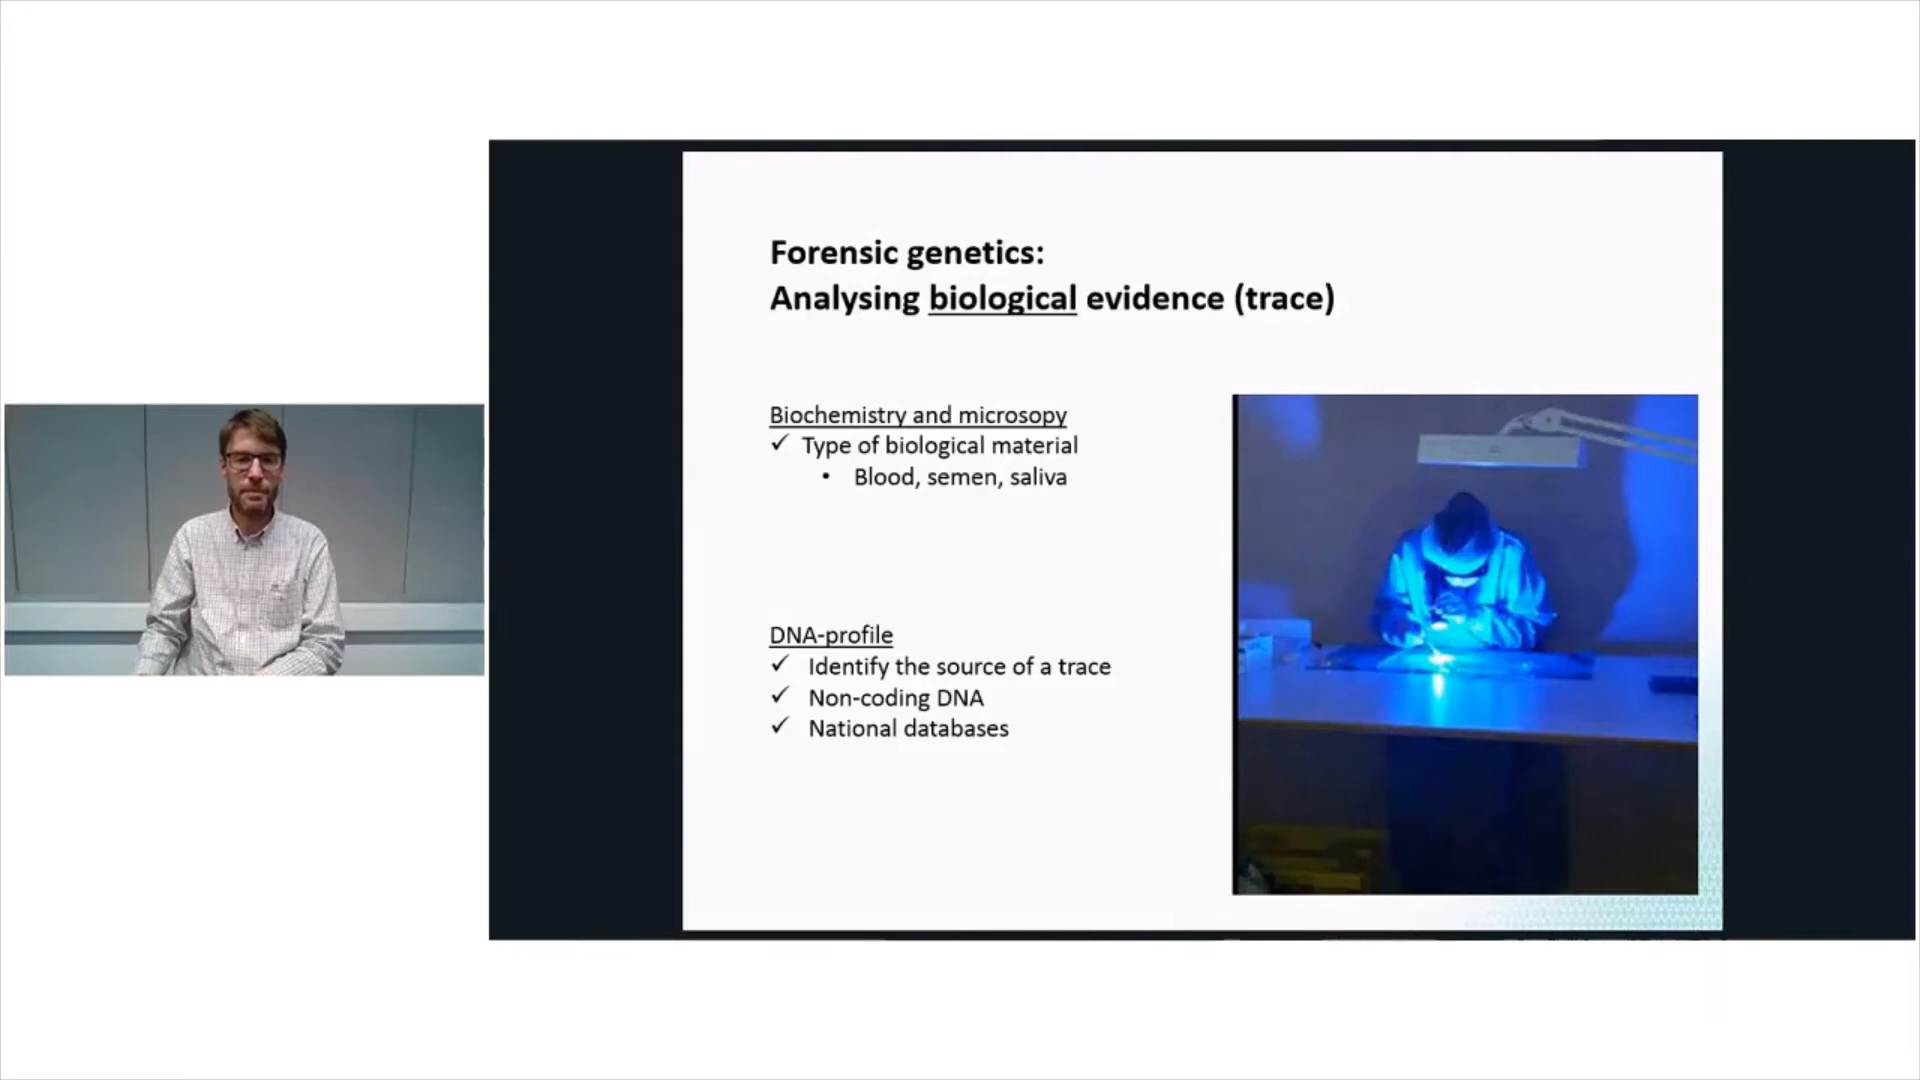 Forensic genetics:
Analysing biological evidence (trace)
Biochemistry and microsopy
✓ Type of biological material
• Blood, semen, saliva
DNA-profile
✓ Identify the source of a trace
✓ Non-coding DNA
✓ National databases